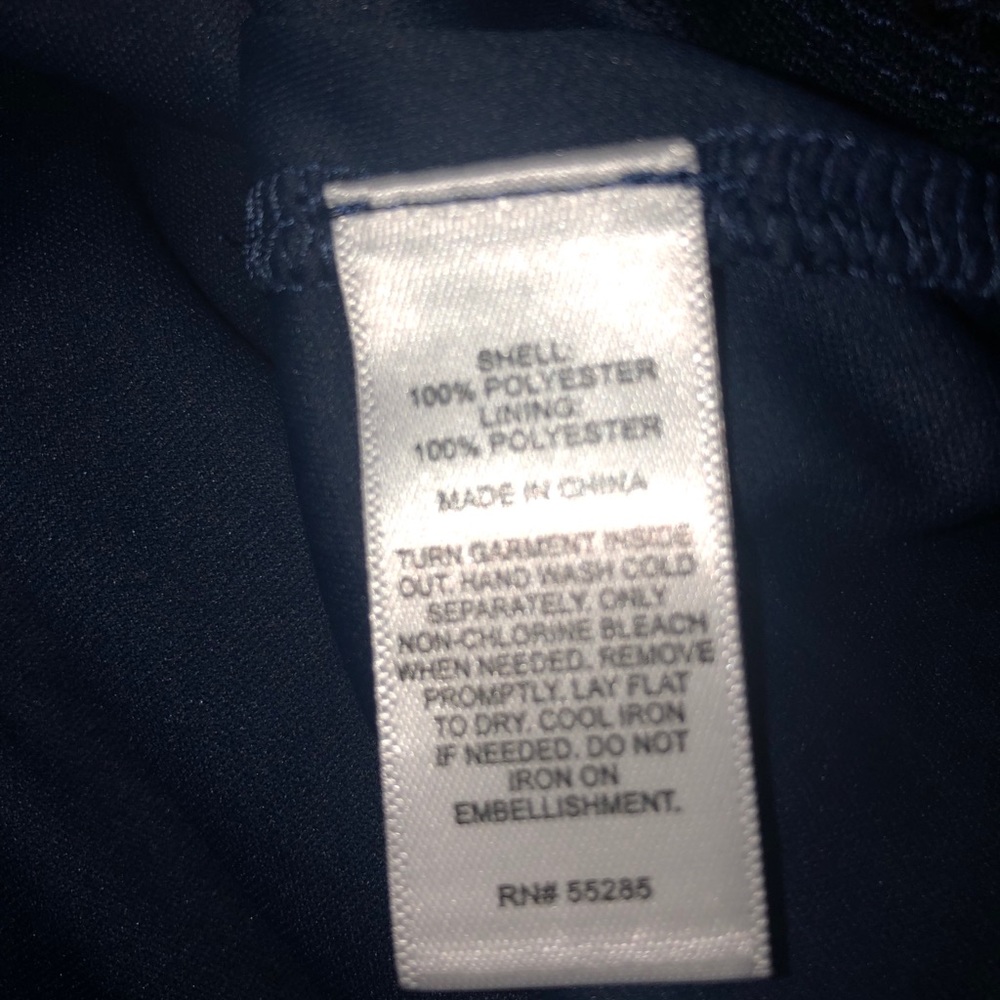 SHELL:
100% POLYESTER
LINING:
100% POLYESTER
MADE IN CHINA
TURN GARMENT INSIDE
OUT. HAND WASH COLD
SEPARATELY. ONLY
NON-CHLORINE BLEACH
WHEN NEEDED. REMOVE
PROMPTLY. LAY FLAT
TO DRY. COOL IRON
IF NEEDED. DO NOT
IRON ON
EMBELLISHMENT.
RN# 55285